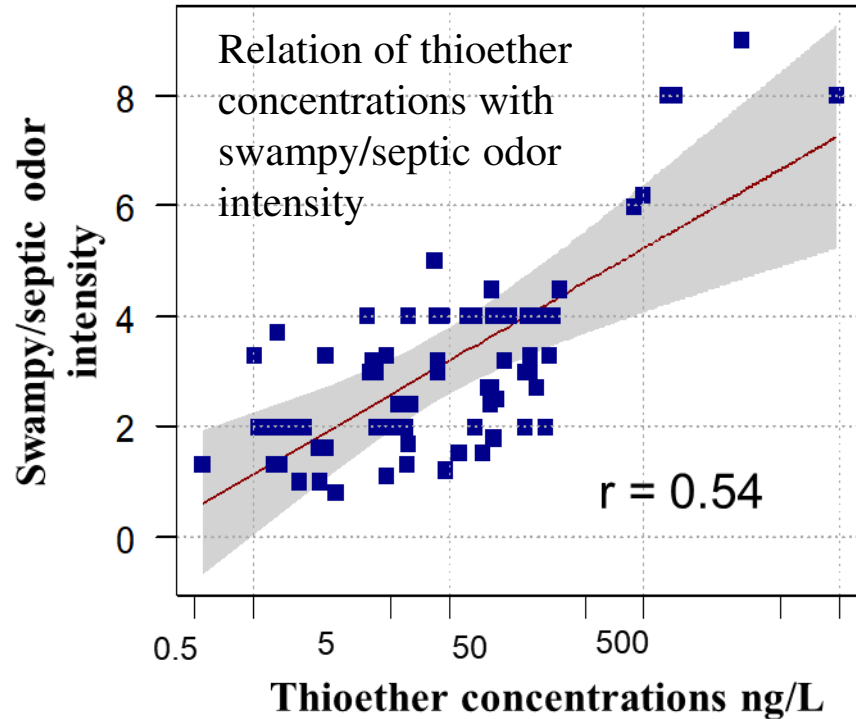 Relation of thioether
concentrations with
swampy/septic odor
intensity
Swampy/septic odor
intensity
8
6
4
2
0
r = 0.54
0.5 5 50 500
Thioether concentrations ng/L